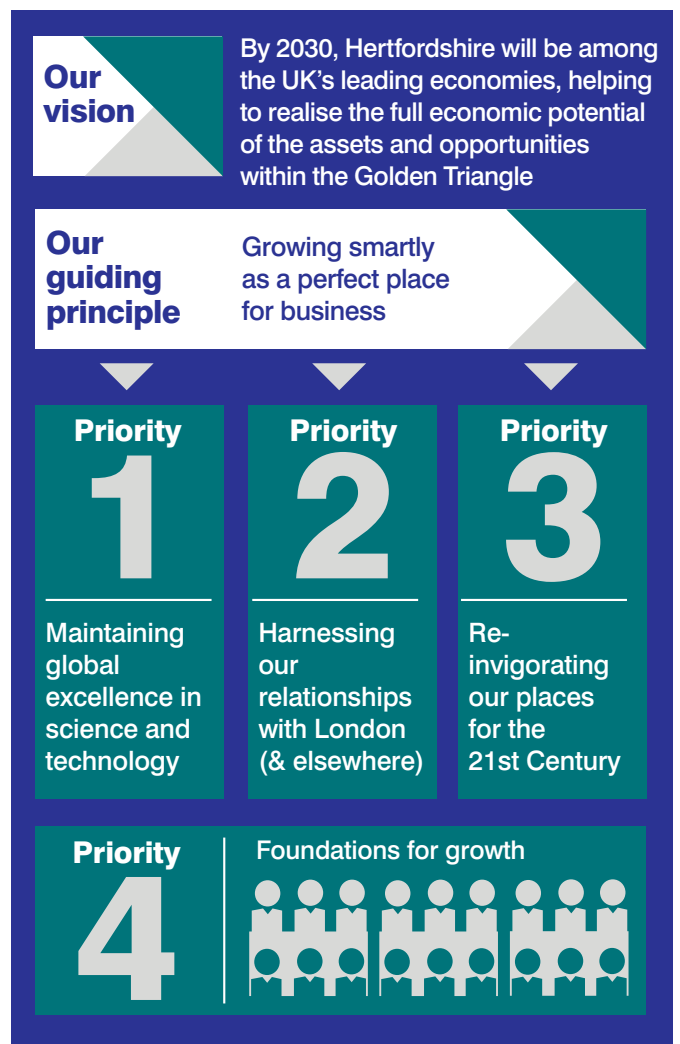 Our
vision
By 2030, Hertfordshire will be among
the UK's leading economies, helping
to realise the full economic potential
of the assets and opportunities
within the Golden Triangle
Our
guiding
principle
Growing smartly
as a perfect place
for business
Priority
1
Maintaining
global
excellence in
science and
technology
Priority
2
Harnessing
our
relationships
with London
(& elsewhere)
Priority
3
Re-
invigorating
our places
for the
21st Century
Priority
4
Foundations for growth